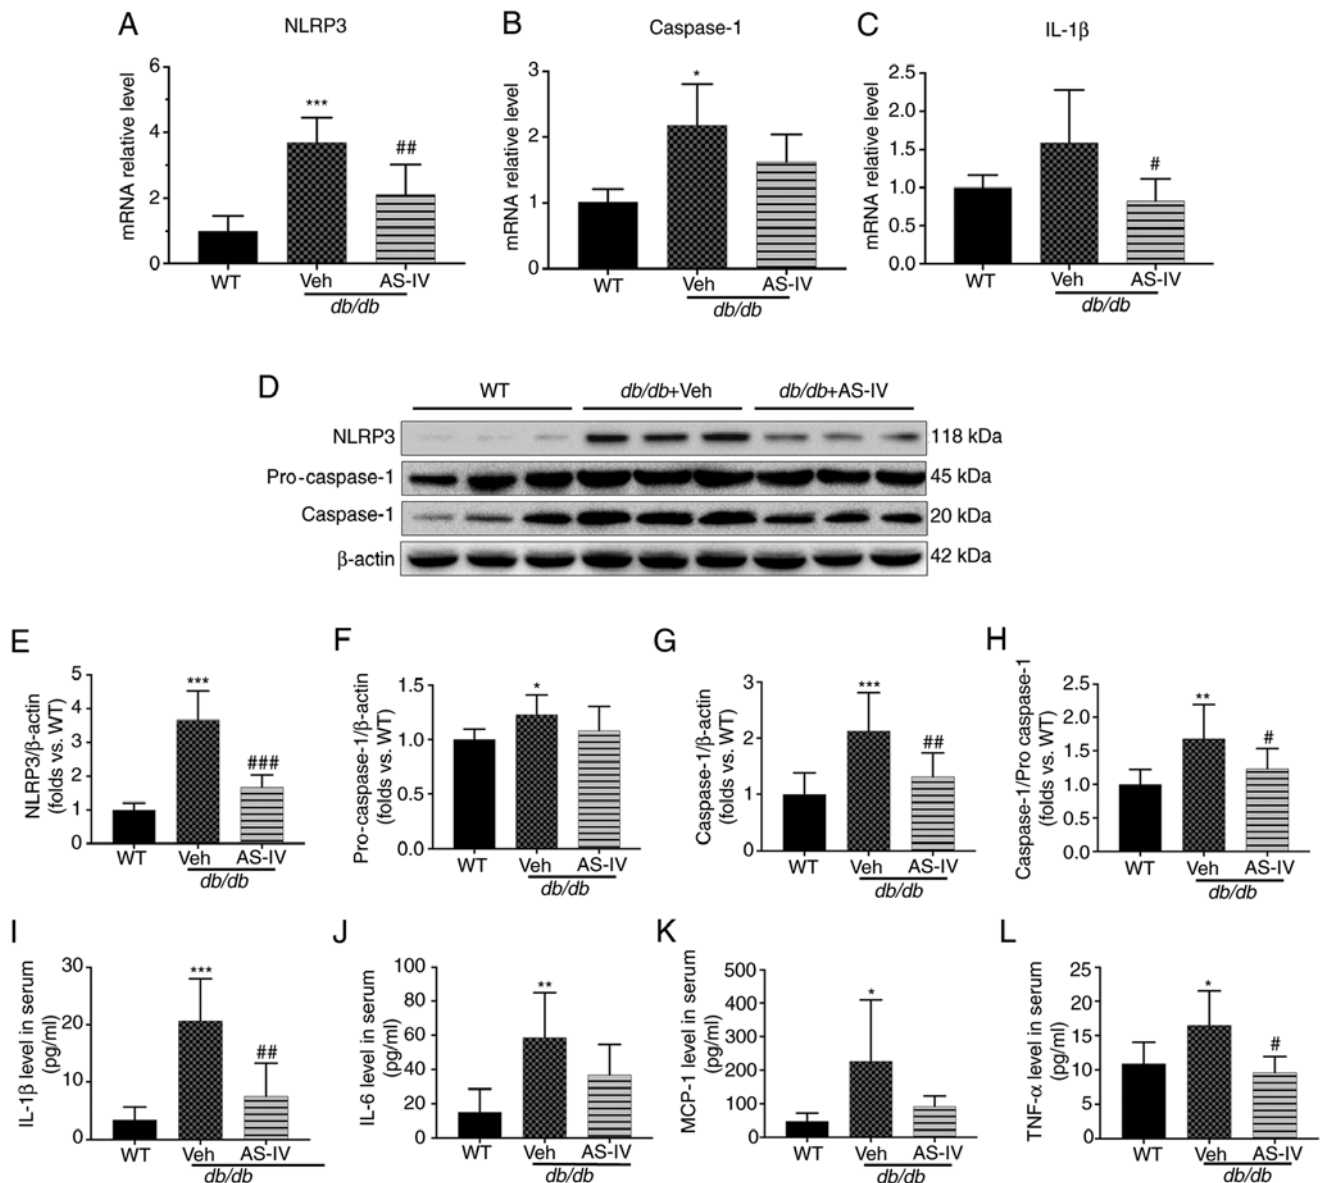 A
NLRP3
mRNA relative level
6
4
2
0
***
##
WT
Veh
AS-IV
db/db
B
Caspase-1
mRNA relative level
3
2
1
0
*
WT
Veh
AS-IV
db/db
C
IL-1β
mRNA relative level
2.5
2.0
1.5
1.0
0.5
0.0
#
WT
Veh
AS-IV
db/db
D
WT
db/db+Veh
db/db+AS-IV
NLRP3
118 kDa
Pro-caspase-1
45 kDa
Caspase-1
20 kDa
β-actin
42 kDa
E
NLRP3/β-actin
(folds vs. WT)
5
4
3
2
1
0
***
###
WT
Veh
AS-IV
db/db
F
Pro-caspase-1/β-actin
(folds vs. WT)
1.5
1.0
0.5
0.0
*
WT
Veh
AS-IV
db/db
G
Caspase-1/β-actin
(folds vs. WT)
3
2
1
0
***
##
WT
Veh
AS-IV
db/db
H
Caspase-1/Pro caspase-1
(folds vs. WT)
2.5
2.0
1.5
1.0
0.5
0.0
**
#
WT
Veh
AS-IV
db/db
I
IL-1β level in serum
(pg/ml)
30
20
10
0
***
##
WT
Veh
AS-IV
db/db
J
IL-6 level in serum
(pg/ml)
100
80
60
40
20
0
**
WT
Veh
AS-IV
db/db
K
MCP-1 level in serum
(pg/ml)
500
400
300
200
100
0
*
WT
Veh
AS-IV
db/db
L
TNF-α level in serum
(pg/ml)
25
20
15
10
5
0
*
#
WT
Veh
AS-IV
db/db